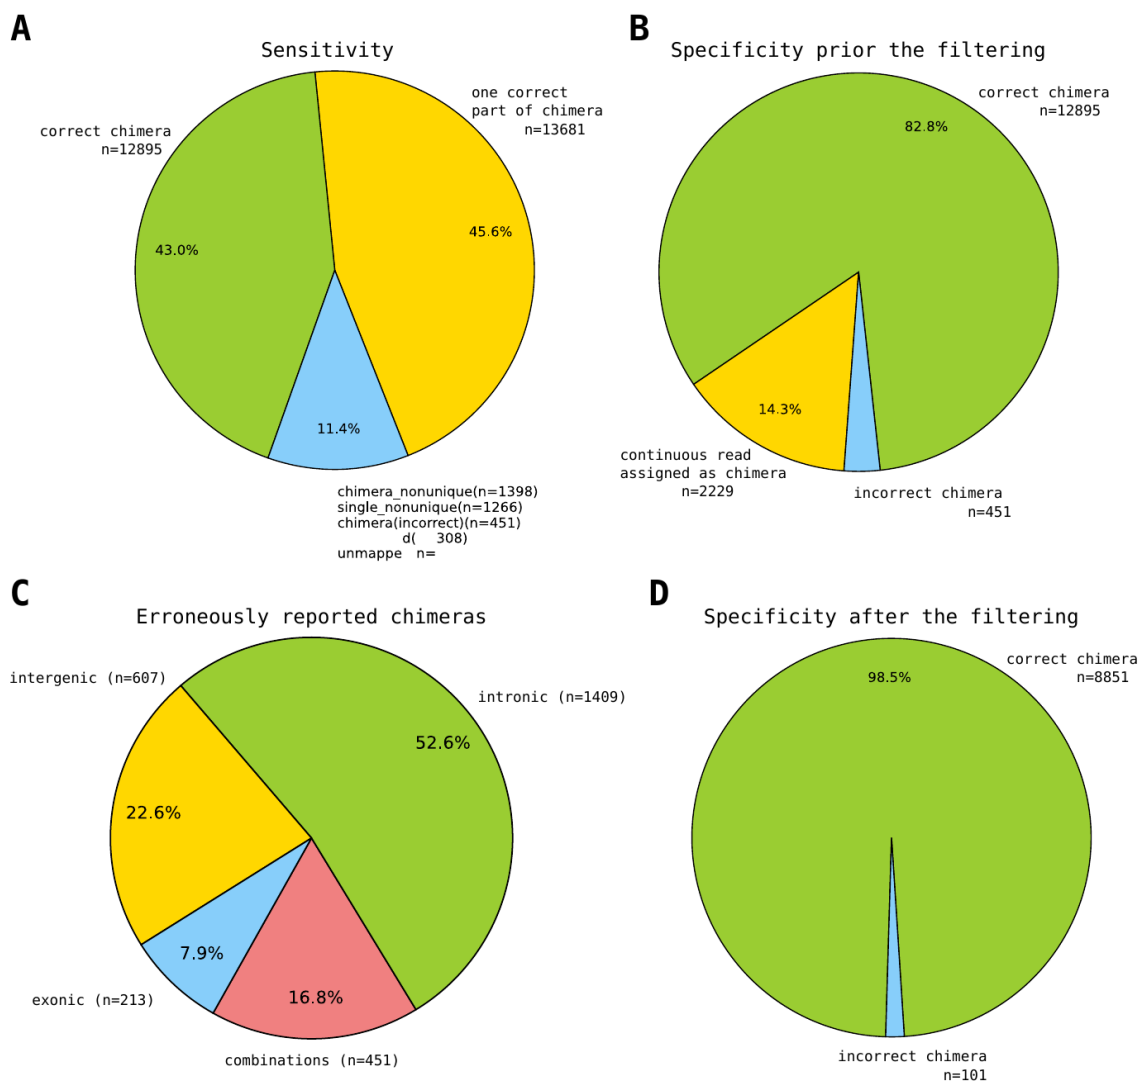 A
Sensitivity
correct chimera
n=12895
one correct
part of chimera
n=13681
43.0%
45.6%
11.4%
chimera_nonunique(n=1398)
single_nonunique(n=1266)
chimera(incorrect)(n=451)
d( 308)
unmappe n=
B
Specificity prior the filtering
correct chimera
n=12895
82.8%
14.3%
continuous read
assigned as chimera
n=2229
incorrect chimera
n=451
C
Erroneously reported chimeras
intergenic (n=607)
intronic (n=1409)
52.6%
22.6%
7.9%
16.8%
exonic (n=213)
combinations (n=451)
D
Specificity after the filtering
correct chimera
n=8851
98.5%
incorrect chimera
n=101